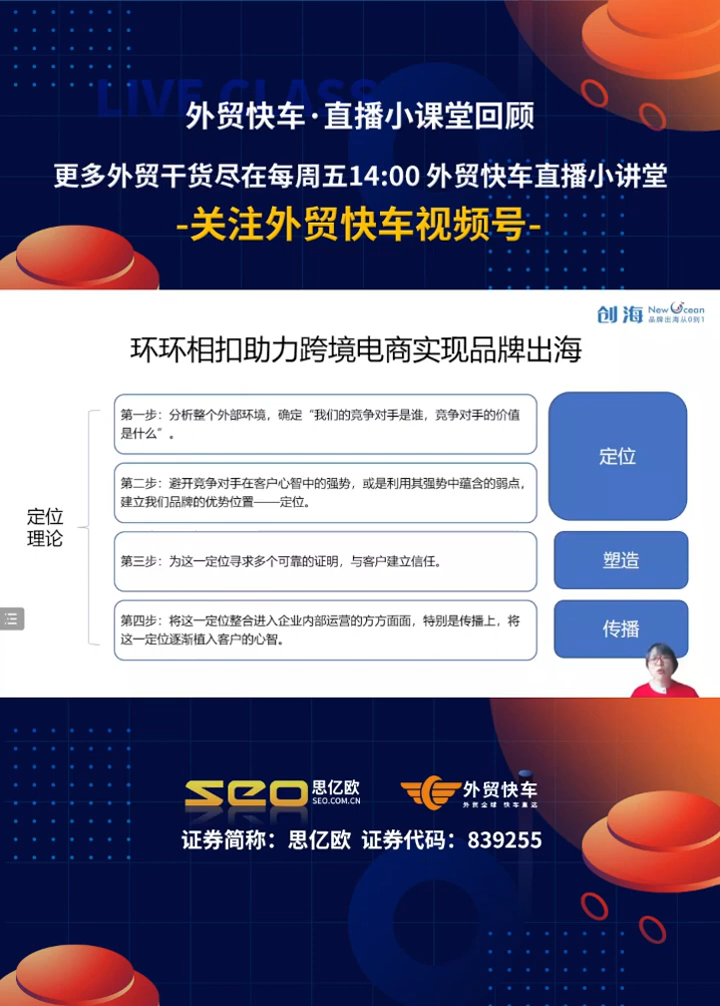 LIVE CLASS
外贸快车·直播小课堂回顾
更多外贸干货尽在每周五14:00 外贸快车直播小讲堂
-关注外贸快车视频号-
创海 New Ocean
品牌出海从0到1
环环相扣助力跨境电商实现品牌出海
定位
理论
第一步：分析整个外部环境，确定“我们的竞争对手是谁，竞争对手的价值
是什么”。
第二步：避开竞争对手在客户心智中的强势，或是利用其强势中蕴含的弱点，
建立我们品牌的优势位置——定位。
定位
第三步：为这一定位寻求多个可靠的证明，与客户建立信任。
塑造
第四步：将这一定位整合进入企业内部运营的方方面面，特别是传播上，将
这一定位逐渐植入客户的心智。
传播
seo 思亿欧
SEO.COM.CN
外贸快车
外贸全球 快车直达
证券简称：思亿欧 证券代码：839255